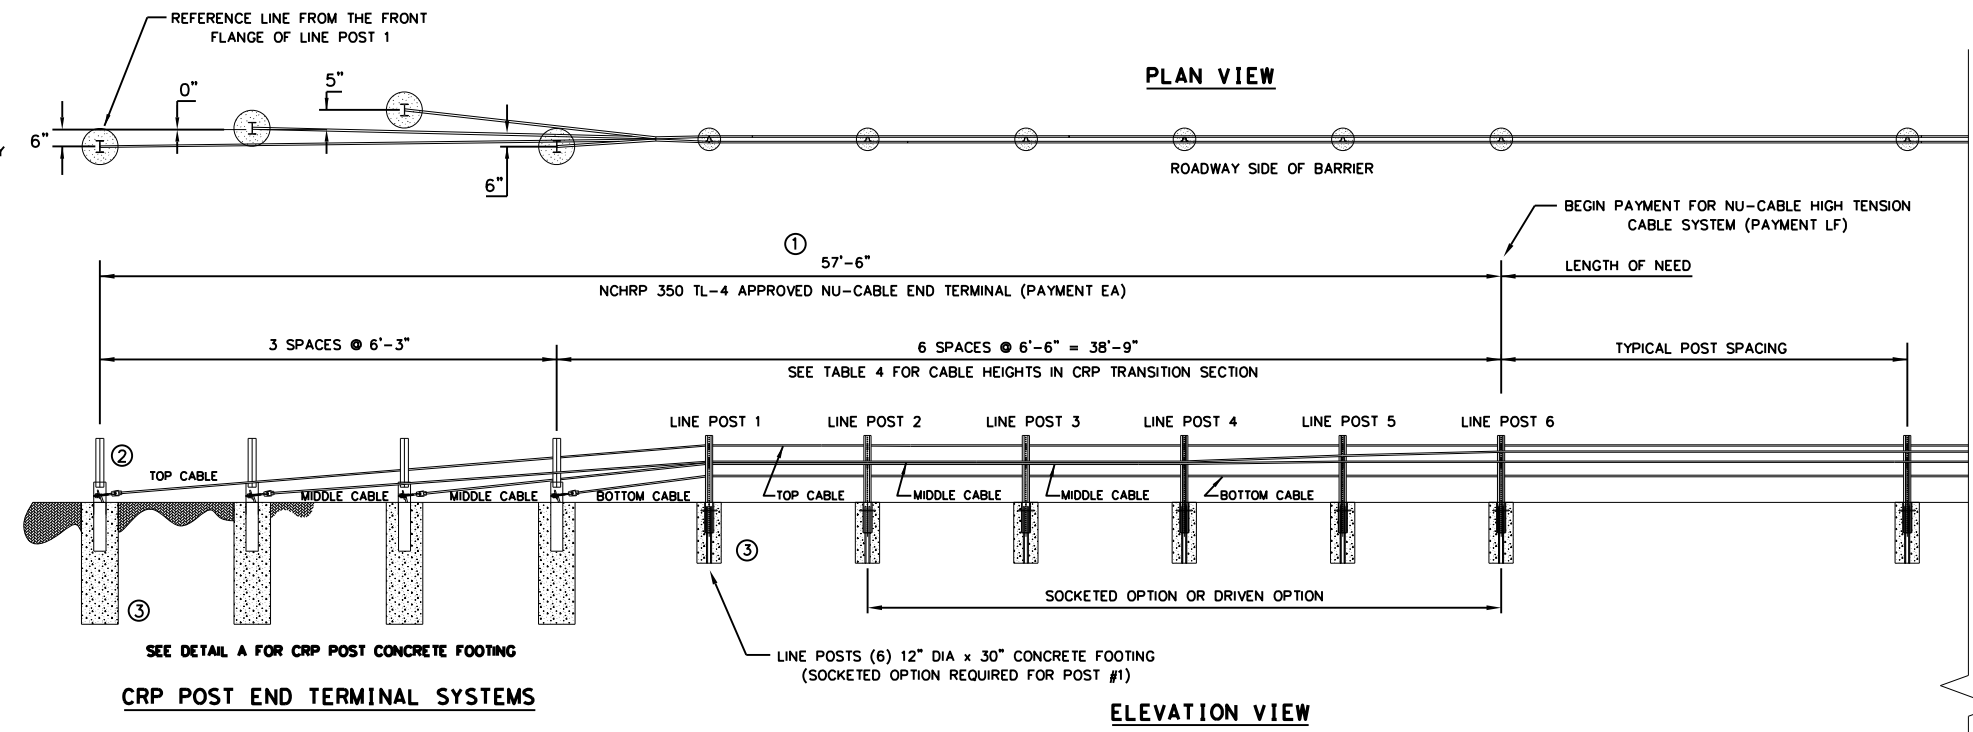 REFERENCE LINE FROM THE FRONT
FLANGE OF LINE POST 1
PLAN VIEW
0"
5"
6"
Y
6"
ROADWAY SIDE OF BARRIER
BEGIN PAYMENT FOR NU-CABLE HIGH TENSION
CABLE SYSTEM (PAYMENT LF)
1
57'-6"
LENGTH OF NEED
NCHRP 350 TL-4 APPROVED NU-CABLE END TERMINAL (PAYMENT EA)
3 SPACES @ 6'-3"
6 SPACES @ 6'-6" = 38'-9"
TYPICAL POST SPACING
SEE TABLE 4 FOR CABLE HEIGHTS IN CRP TRANSITION SECTION
LINE POST 1
LINE POST 2
LINE POST 3
LINE POST 4
LINE POST 5
LINE POST 6
2
TOP CABLE
MIDDLE CABLE
MIDDLE CABLE
BOTTOM CABLE
TOP CABLE
MIDDLE CABLE
MIDDLE CABLE
BOTTOM CABLE
3
3
SOCKETED OPTION OR DRIVEN OPTION
SEE DETAIL A FOR CRP POST CONCRETE FOOTING
LINE POSTS (6) 12" DIA x 30" CONCRETE FOOTING
(SOCKETED OPTION REQUIRED FOR POST #1)
CRP POST END TERMINAL SYSTEMS
ELEVATION VIEW